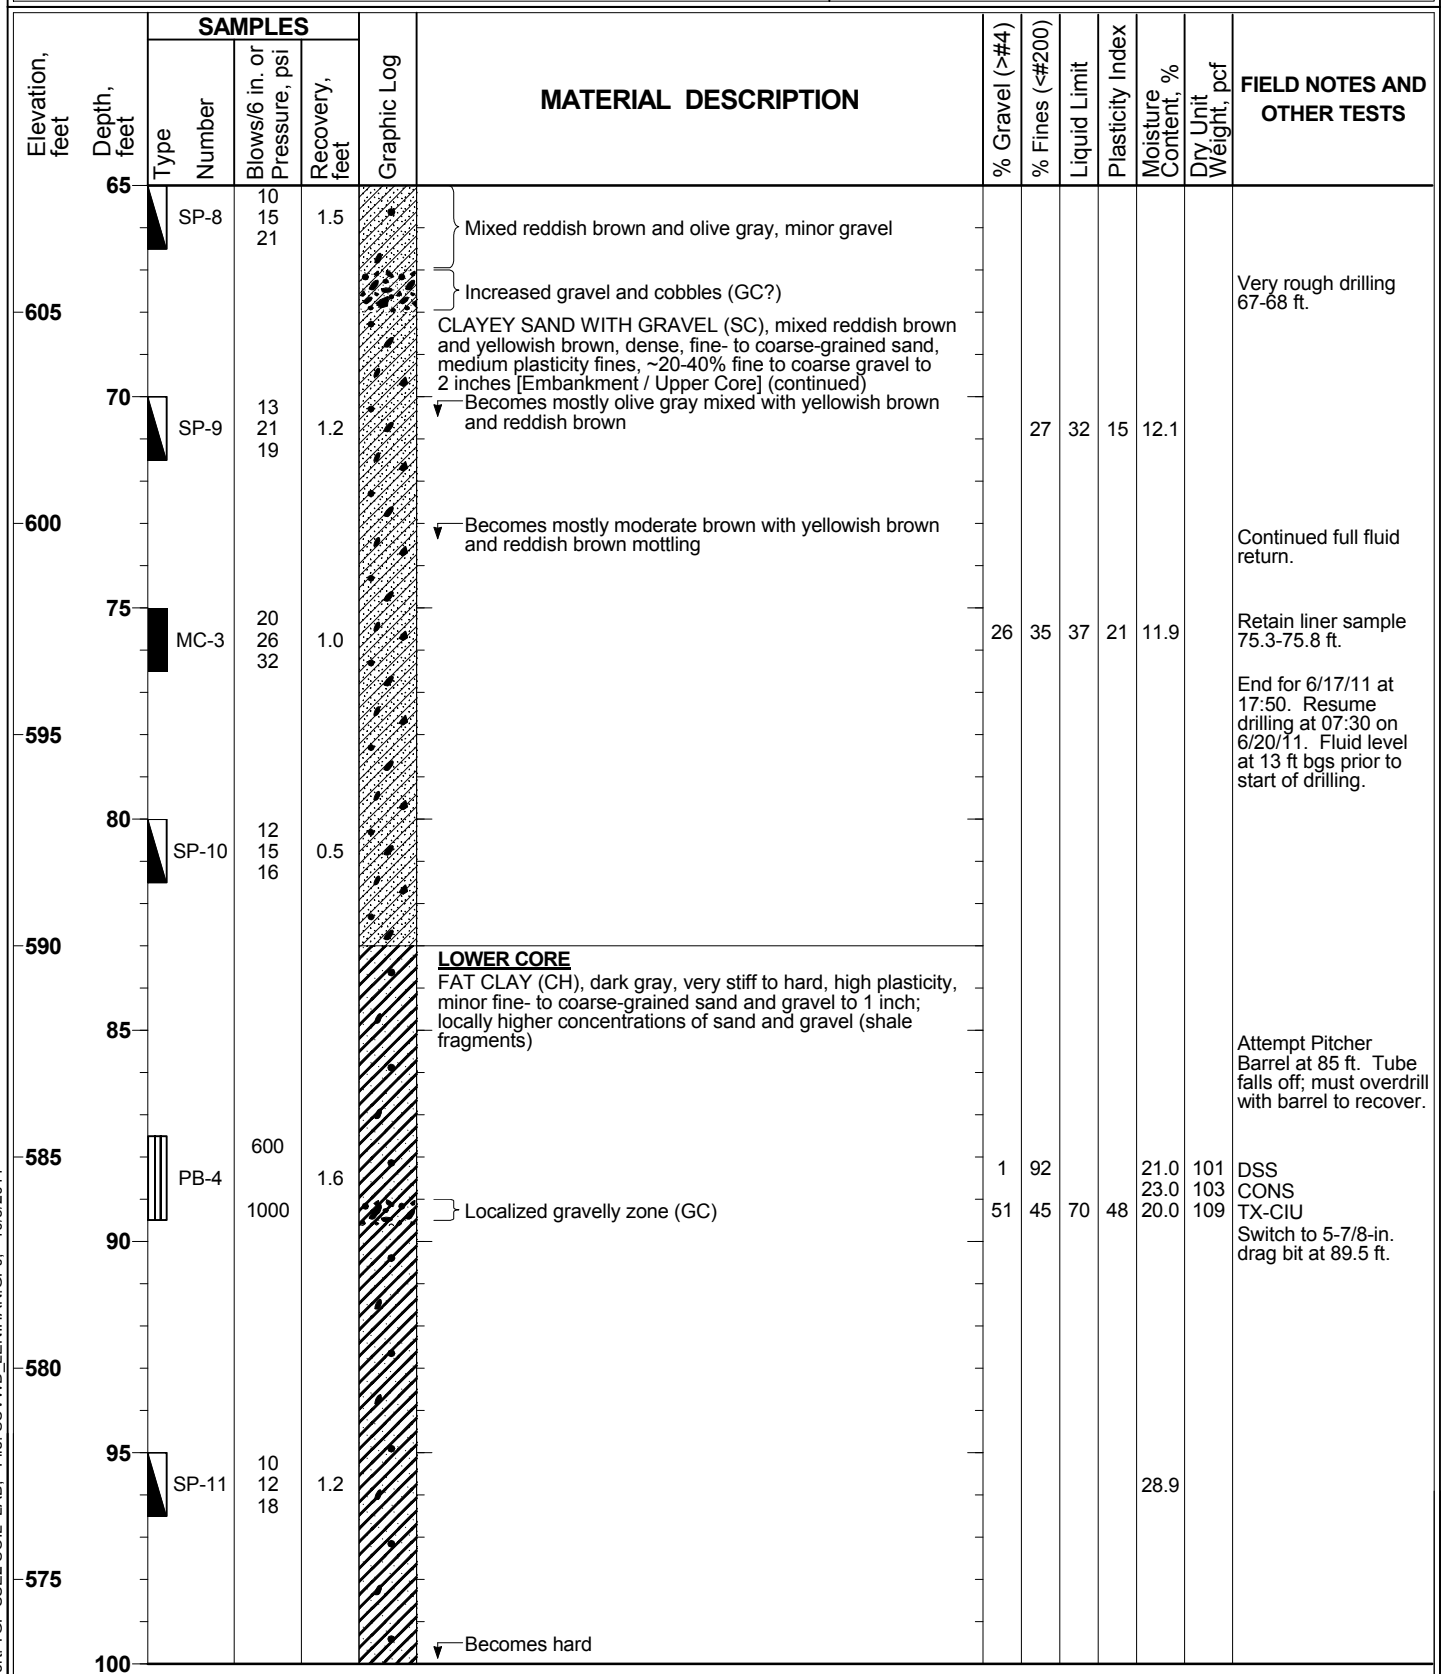 SAMPLES
Elevation, feet
Depth, feet
Type
Number
Blows/6 in. or Pressure, psi
Recovery, feet
Graphic Log
MATERIAL DESCRIPTION
% Gravel (>#4)
% Fines (<#200)
Liquid Limit
Plasticity Index
Moisture Content, %
Dry Unit Weight, pcf
FIELD NOTES AND
OTHER TESTS
65
SP-8
10
15
21
1.5
Mixed reddish brown and olive gray, minor gravel
Increased gravel and cobbles (GC?)
Very rough drilling
67-68 ft.
605
CLAYEY SAND WITH GRAVEL (SC), mixed reddish brown
and yellowish brown, dense, fine- to coarse-grained sand,
medium plasticity fines, ~20-40% fine to coarse gravel to
2 inches [Embankment / Upper Core] (continued)
70
Becomes mostly olive gray mixed with yellowish brown
and reddish brown
SP-9
13
21
19
1.2
27 32 15 12.1
600
Becomes mostly moderate brown with yellowish brown
and reddish brown mottling
Continued full fluid
return.
75
MC-3
20
26
32
1.0
26 35 37 21 11.9
Retain liner sample
75.3-75.8 ft.
End for 6/17/11 at
17:50. Resume
drilling at 07:30 on
6/20/11. Fluid level
at 13 ft bgs prior to
start of drilling.
595
80
SP-10
12
15
16
0.5
590
LOWER CORE
FAT CLAY (CH), dark gray, very stiff to hard, high plasticity,
minor fine- to coarse-grained sand and gravel to 1 inch;
locally higher concentrations of sand and gravel (shale
fragments)
85
Attempt Pitcher
Barrel at 85 ft. Tube
falls off; must overdrill
with barrel to recover.
585
PB-4
600
1000
1.6
1 92 21.0 101 DSS
23.0 103 CONS
Localized gravelly zone (GC)
51 45 70 48 20.0 109 TX-CIU
Switch to 5-7/8-in.
drag bit at 89.5 ft.
90
580
95
SP-11
10
12
18
1.2
28.9
575
Becomes hard
100